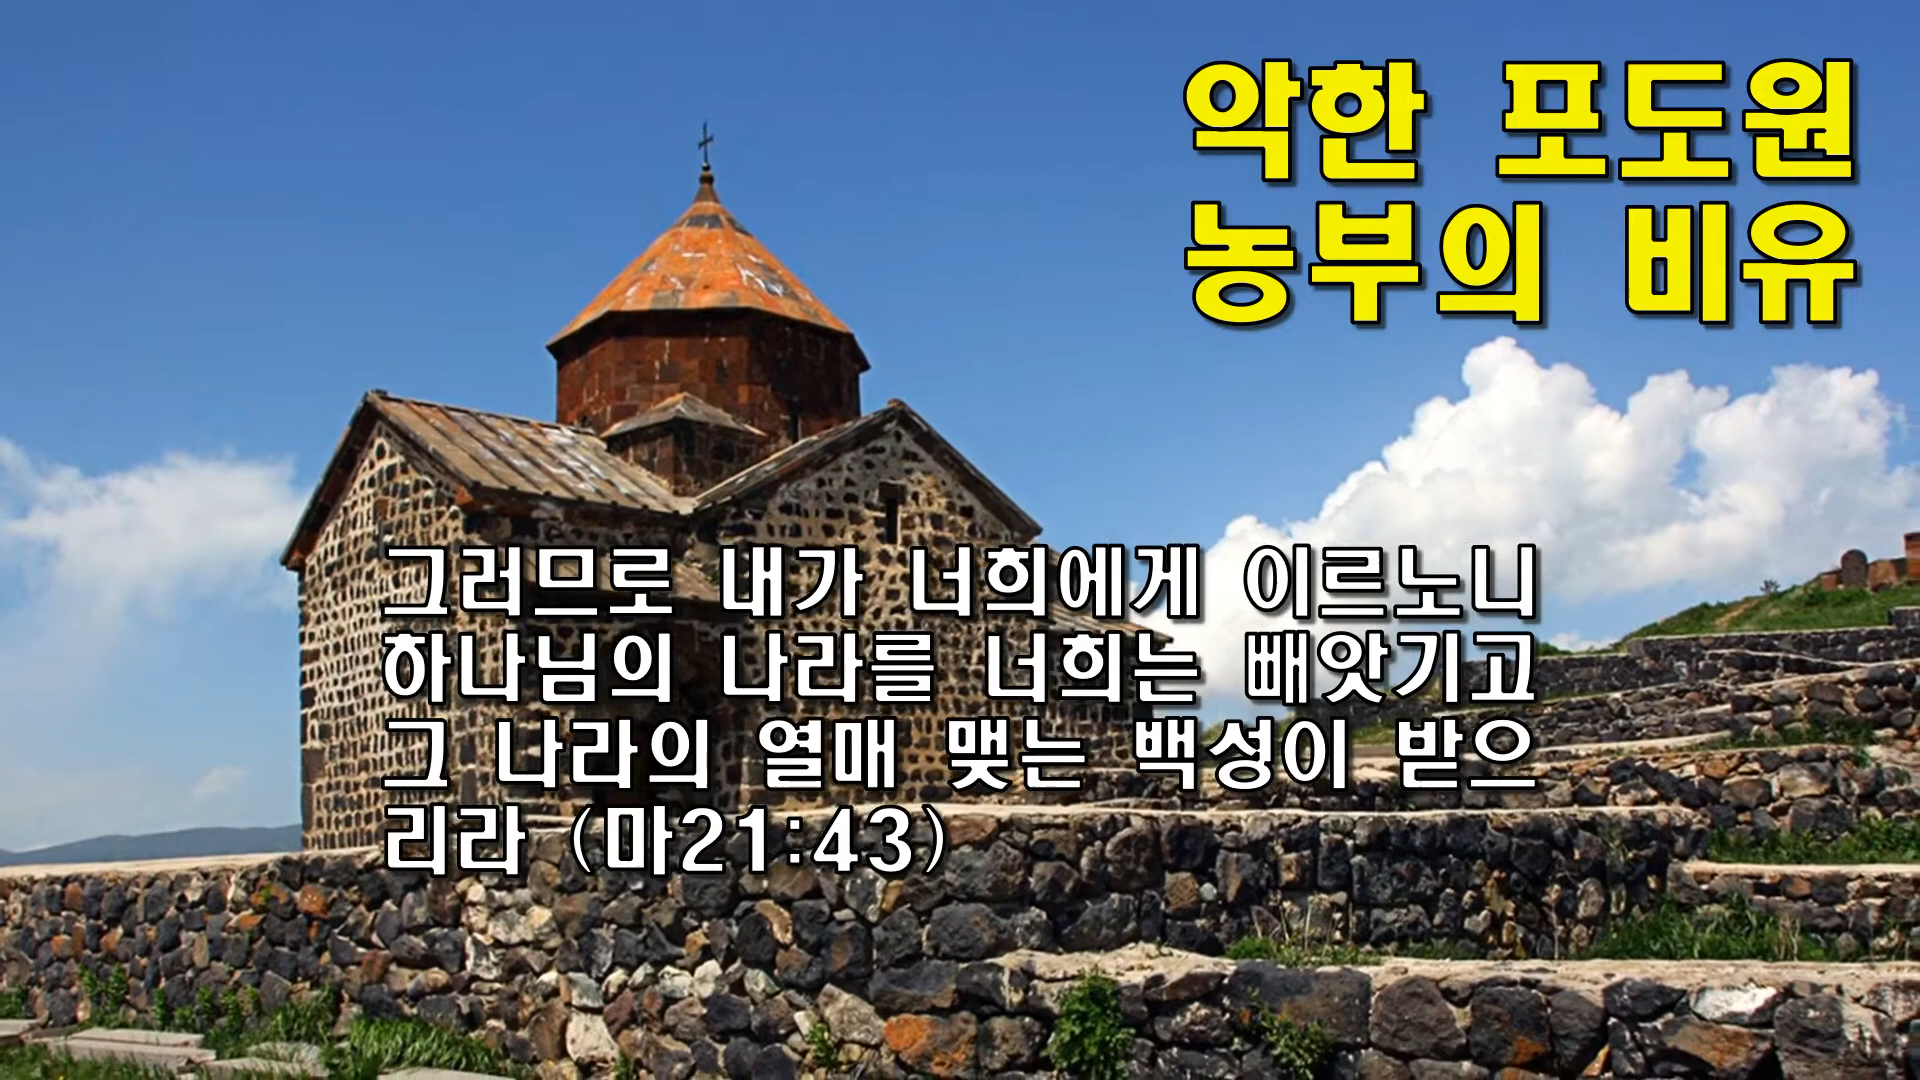 악한 포도원
농부의 비유
그러므로 내가 너희에게 이르노니
하나님의 나라를 너희는 빼앗기고
그 나라의 열매 맺는 백성이 받으
리라 (마21:43)